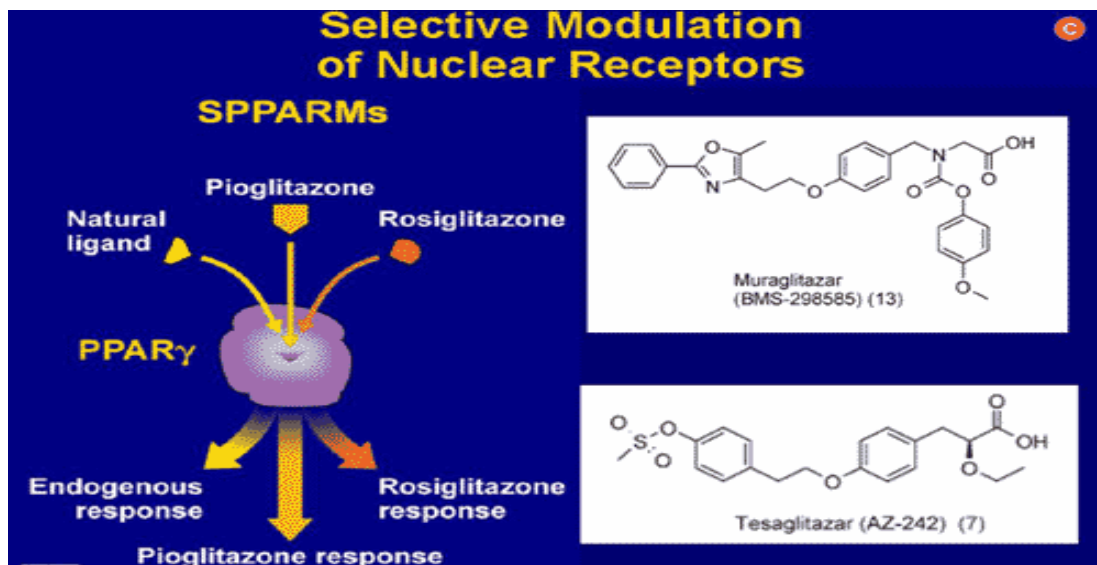 Selective Modulation
of Nuclear Receptors
C
SPPARMs
Pioglitazone
Natural
ligand
Rosiglitazone
PPARγ
Endogenous
response
Rosiglitazone
response
Pioglitazone response
O
N
O
N
O
OH
O
O
O
Muraglitazar
(BMS-298585) (13)
O
O
S
O
O
O
OH
O
Tesaglitazar (AZ-242) (7)